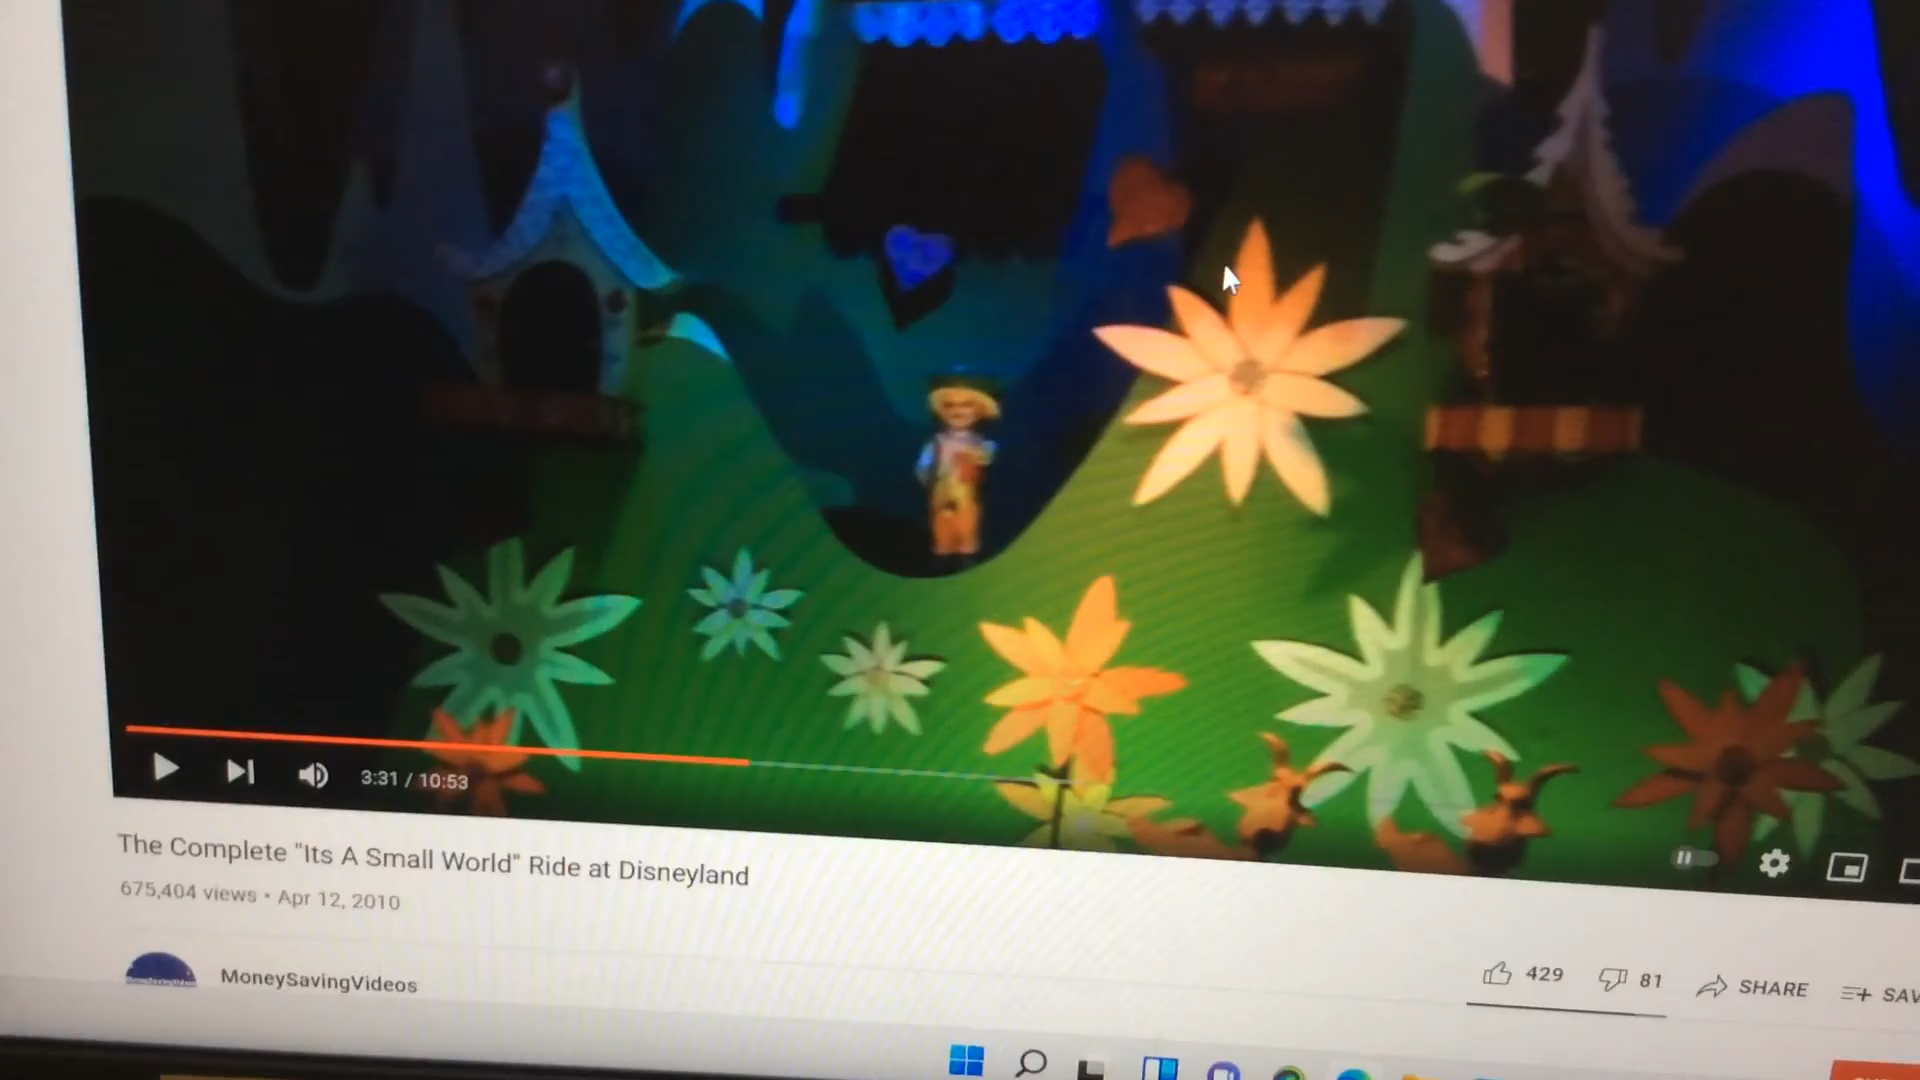 3:31 / 10:53
The Complete "Its A Small World" Ride at Disneyland
675,404 views • Apr 12, 2010
MoneySavingVideos
429
81
SHARE